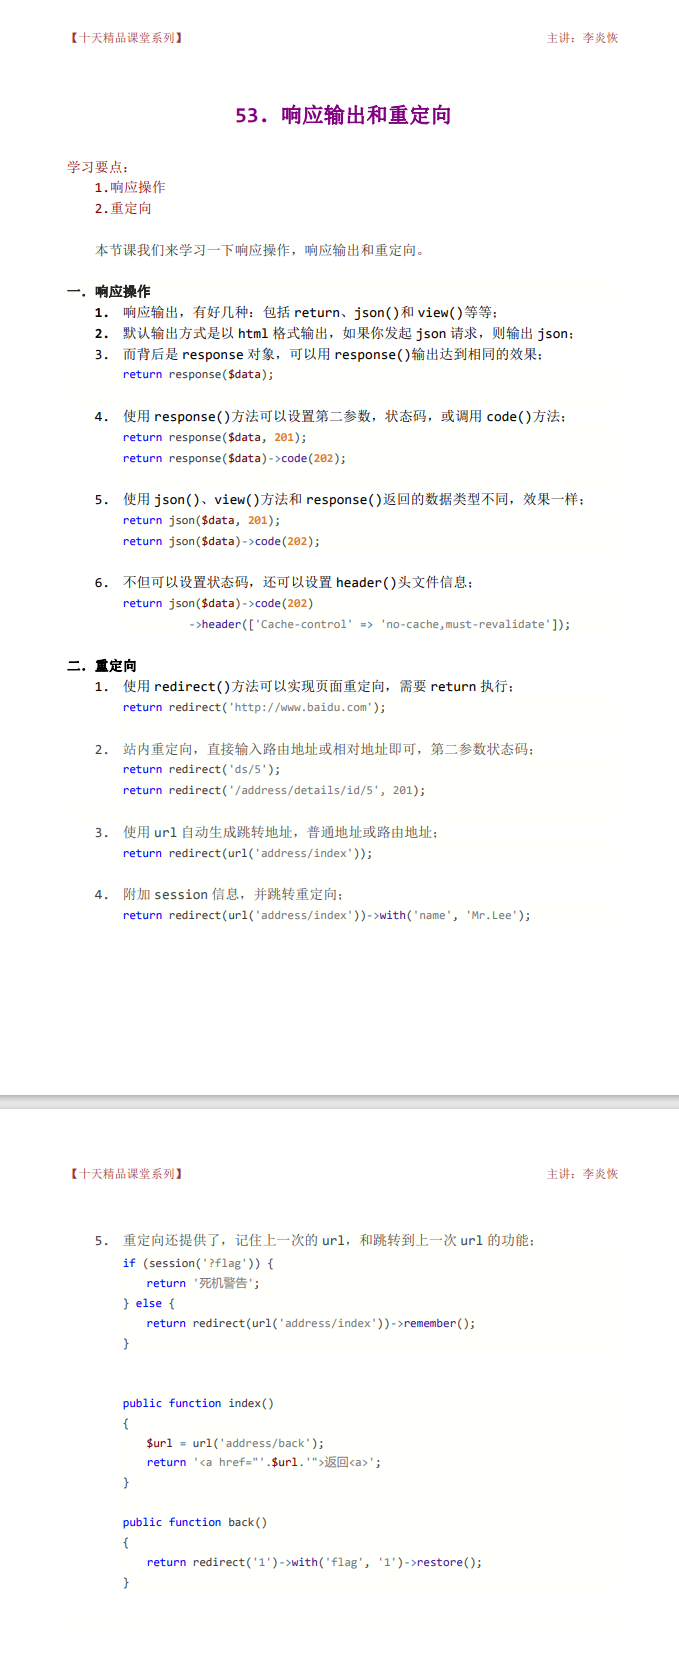 【十天精品课堂系列】 主讲：李炎恢
53．响应输出和重定向
学习要点：
1.响应操作
2.重定向
本节课我们来学习一下响应操作，响应输出和重定向。
一．响应操作
1. 响应输出，有好几种：包括 return、json()和 view()等等；
2. 默认输出方式是以 html 格式输出，如果你发起 json 请求，则输出 json；
3. 而背后是 response 对象，可以用 response()输出达到相同的效果；
return response($data);
4. 使用 response()方法可以设置第二参数，状态码，或调用 code()方法；
return response($data, 201);
return response($data)->code(202);
5. 使用 json()、view()方法和 response()返回的数据类型不同，效果一样；
return json($data, 201);
return json($data)->code(202);
6. 不但可以设置状态码，还可以设置 header()头文件信息；
return json($data)->code(202)
->header(['Cache-control' => 'no-cache,must-revalidate']);
二．重定向
1. 使用 redirect()方法可以实现页面重定向，需要 return 执行；
return redirect('http://www.baidu.com');
2. 站内重定向，直接输入路由地址或相对地址即可，第二参数状态码；
return redirect('ds/5');
return redirect('/address/details/id/5', 201);
3. 使用 url 自动生成跳转地址，普通地址或路由地址；
return redirect(url('address/index'));
4. 附加 session 信息，并跳转重定向；
return redirect(url('address/index'))->with('name', 'Mr.Lee');
【十天精品课堂系列】 主讲：李炎恢
5. 重定向还提供了，记住上一次的 url，和跳转到上一次 url 的功能；
if (session('?flag')) {
return '死机警告';
} else {
return redirect(url('address/index'))->remember();
}
public function index()
{
$url = url('address/back');
return '<a href="'.$url.'">返回<a>';
}
public function back()
{
return redirect('1')->with('flag', '1')->restore();
}